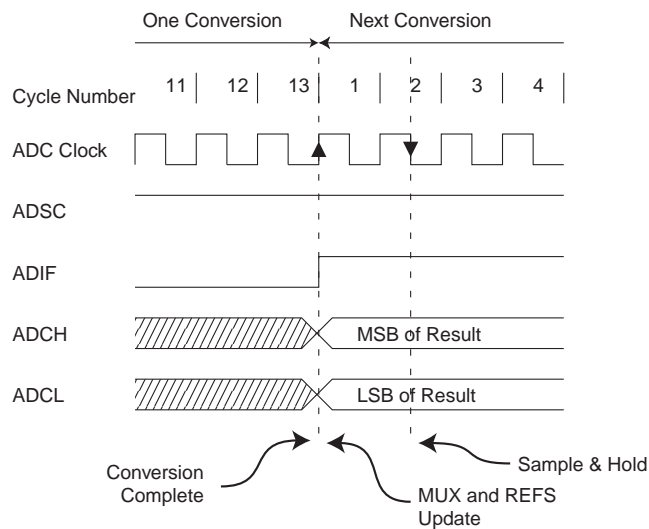 One Conversion Next Conversion
Cycle Number 11 12 13 1 2 3 4
ADC Clock
ADSC
ADIF
ADCH MSB of Result
ADCL LSB of Result
Conversion
Complete
MUX and REFS
Update
Sample & Hold